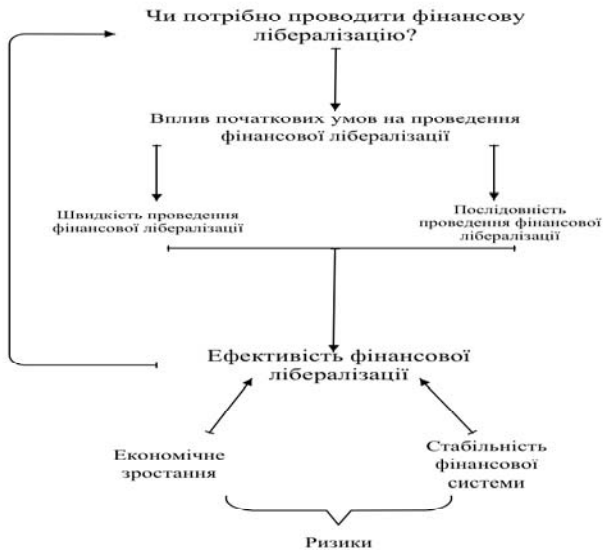 Чи потрібно проводити фінансову
лібералізацію?
Вплив початкових умов на проведення
фінансової лібералізації
Швидкість проведення
фінансової лібералізації
Послідовність
проведення фінансової
лібералізації
Ефективість фінансової
лібералізації
Економічне
зростання
Стабільність
фінансової
системи
Ризики